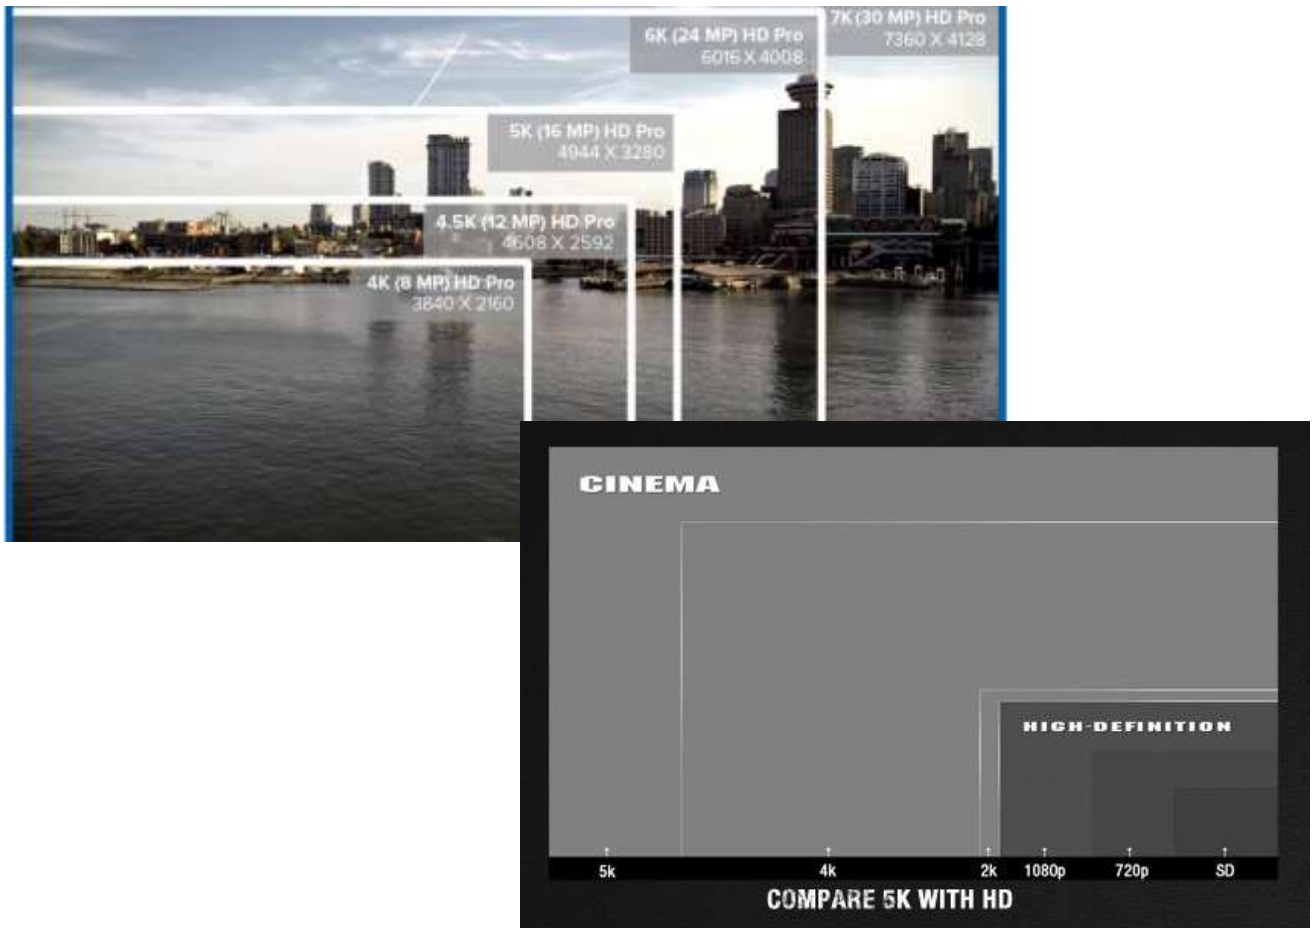 7K (30 MP) HD Pro
7360 X 4128
6K (24 MP) HD Pro
6016 X 4008
5K (16 MP) HD Pro
4944 X 3280
4.5K (12 MP) HD Pro
4608 X 2592
4K (8 MP) HD Pro
3840 X 2160
CINEMA
HIGH-DEFINITION
5k
4k
2k
1080p
720p
SD
COMPARE 5K WITH HD